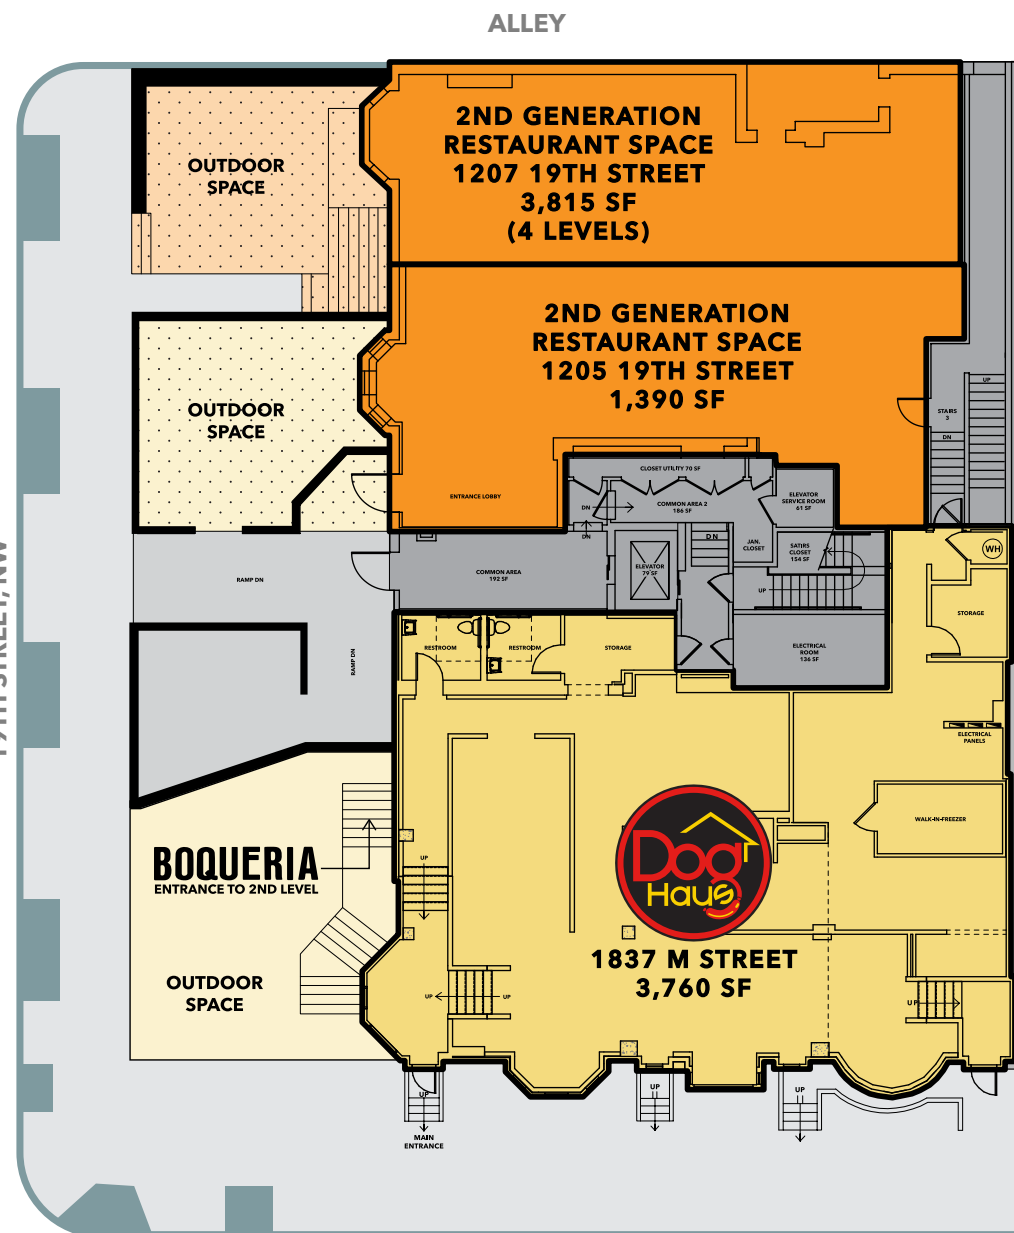 ALLEY
2ND GENERATION
RESTAURANT SPACE
1207 19TH STREET
3,815 SF
(4 LEVELS)
OUTDOOR
SPACE
2ND GENERATION
RESTAURANT SPACE
1205 19TH STREET
1,390 SF
OUTDOOR
SPACE
UP
STAIRS
3
DN
CLOSET UTILITY 70 SF
ENTRANCE LOBBY
DN
COMMON AREA 2
186 SF
ELEVATOR
SERVICE ROOM
61 SF
DN
DN
JAN.
CLOSET
SATIRS
CLOSET
154 SF
WH
COMMON AREA
192 SF
ELEVATOR
79 SF
RAMP DN
UP
STORAGE
RESTROOM
RESTROOM
STORAGE
ELECTRICAL
ROOM
136 SF
RAMP DN
19TH STREET, NW
ELECTRICAL
PANELS
WALK-IN-FREEZER
BOQUERIA
ENTRANCE TO 2ND LEVEL
UP
Dog
Haus
1837 M STREET
3,760 SF
OUTDOOR
SPACE
UP
UP
UP
UP
UP
UP
MAIN
ENTRANCE